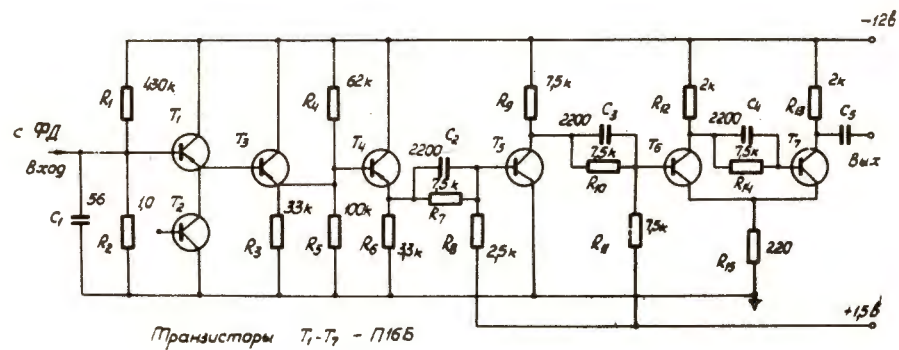 -12в
R₁ 430к
T₁
с ФД
Вход
C₁ 56
R₂ 1,0
T₂
T₃
R₃ 33к
R₄ 62к
R₅ 100к
T₄
R₆ 3,3к
C₂ 2200
R₇ 7,5к
R₈ 2,5к
T₅
R₉ 7,5к
C₃ 2200
R₁₀ 7,5к
R₁₁ 7,5к
T₆
R₁₂ 2к
C₄ 2200
R₁₄ 7,5к
T₇
R₁₃ 2к
C₅
Вых
R₁₅ 220
+1,5в
Транзисторы T₁-T₇ - П16Б